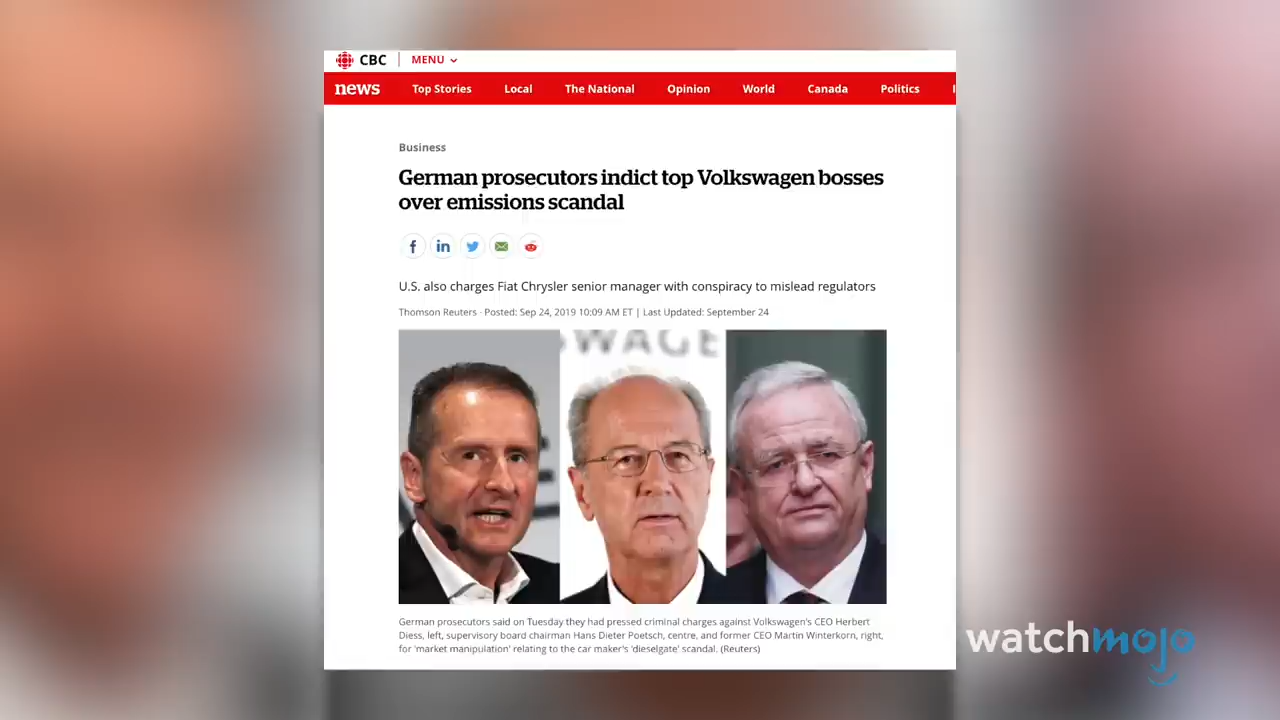 CBC MENU
news Top Stories Local The National Opinion World Canada Politics
Business
German prosecutors indict top Volkswagen bosses
over emissions scandal
U.S. also charges Fiat Chrysler senior manager with conspiracy to mislead regulators
Thomson Reuters · Posted: Sep 24, 2019 10:09 AM ET | Last Updated: September 24
SWAGE
German prosecutors said on Tuesday they had pressed criminal charges against Volkswagen's CEO Herbert
Diess, left, supervisory board chairman Hans Dieter Poetsch, centre, and former CEO Martin Winterkorn, right,
for 'market manipulation' relating to the car maker's 'dieselgate' scandal. (Reuters)
watchmojo